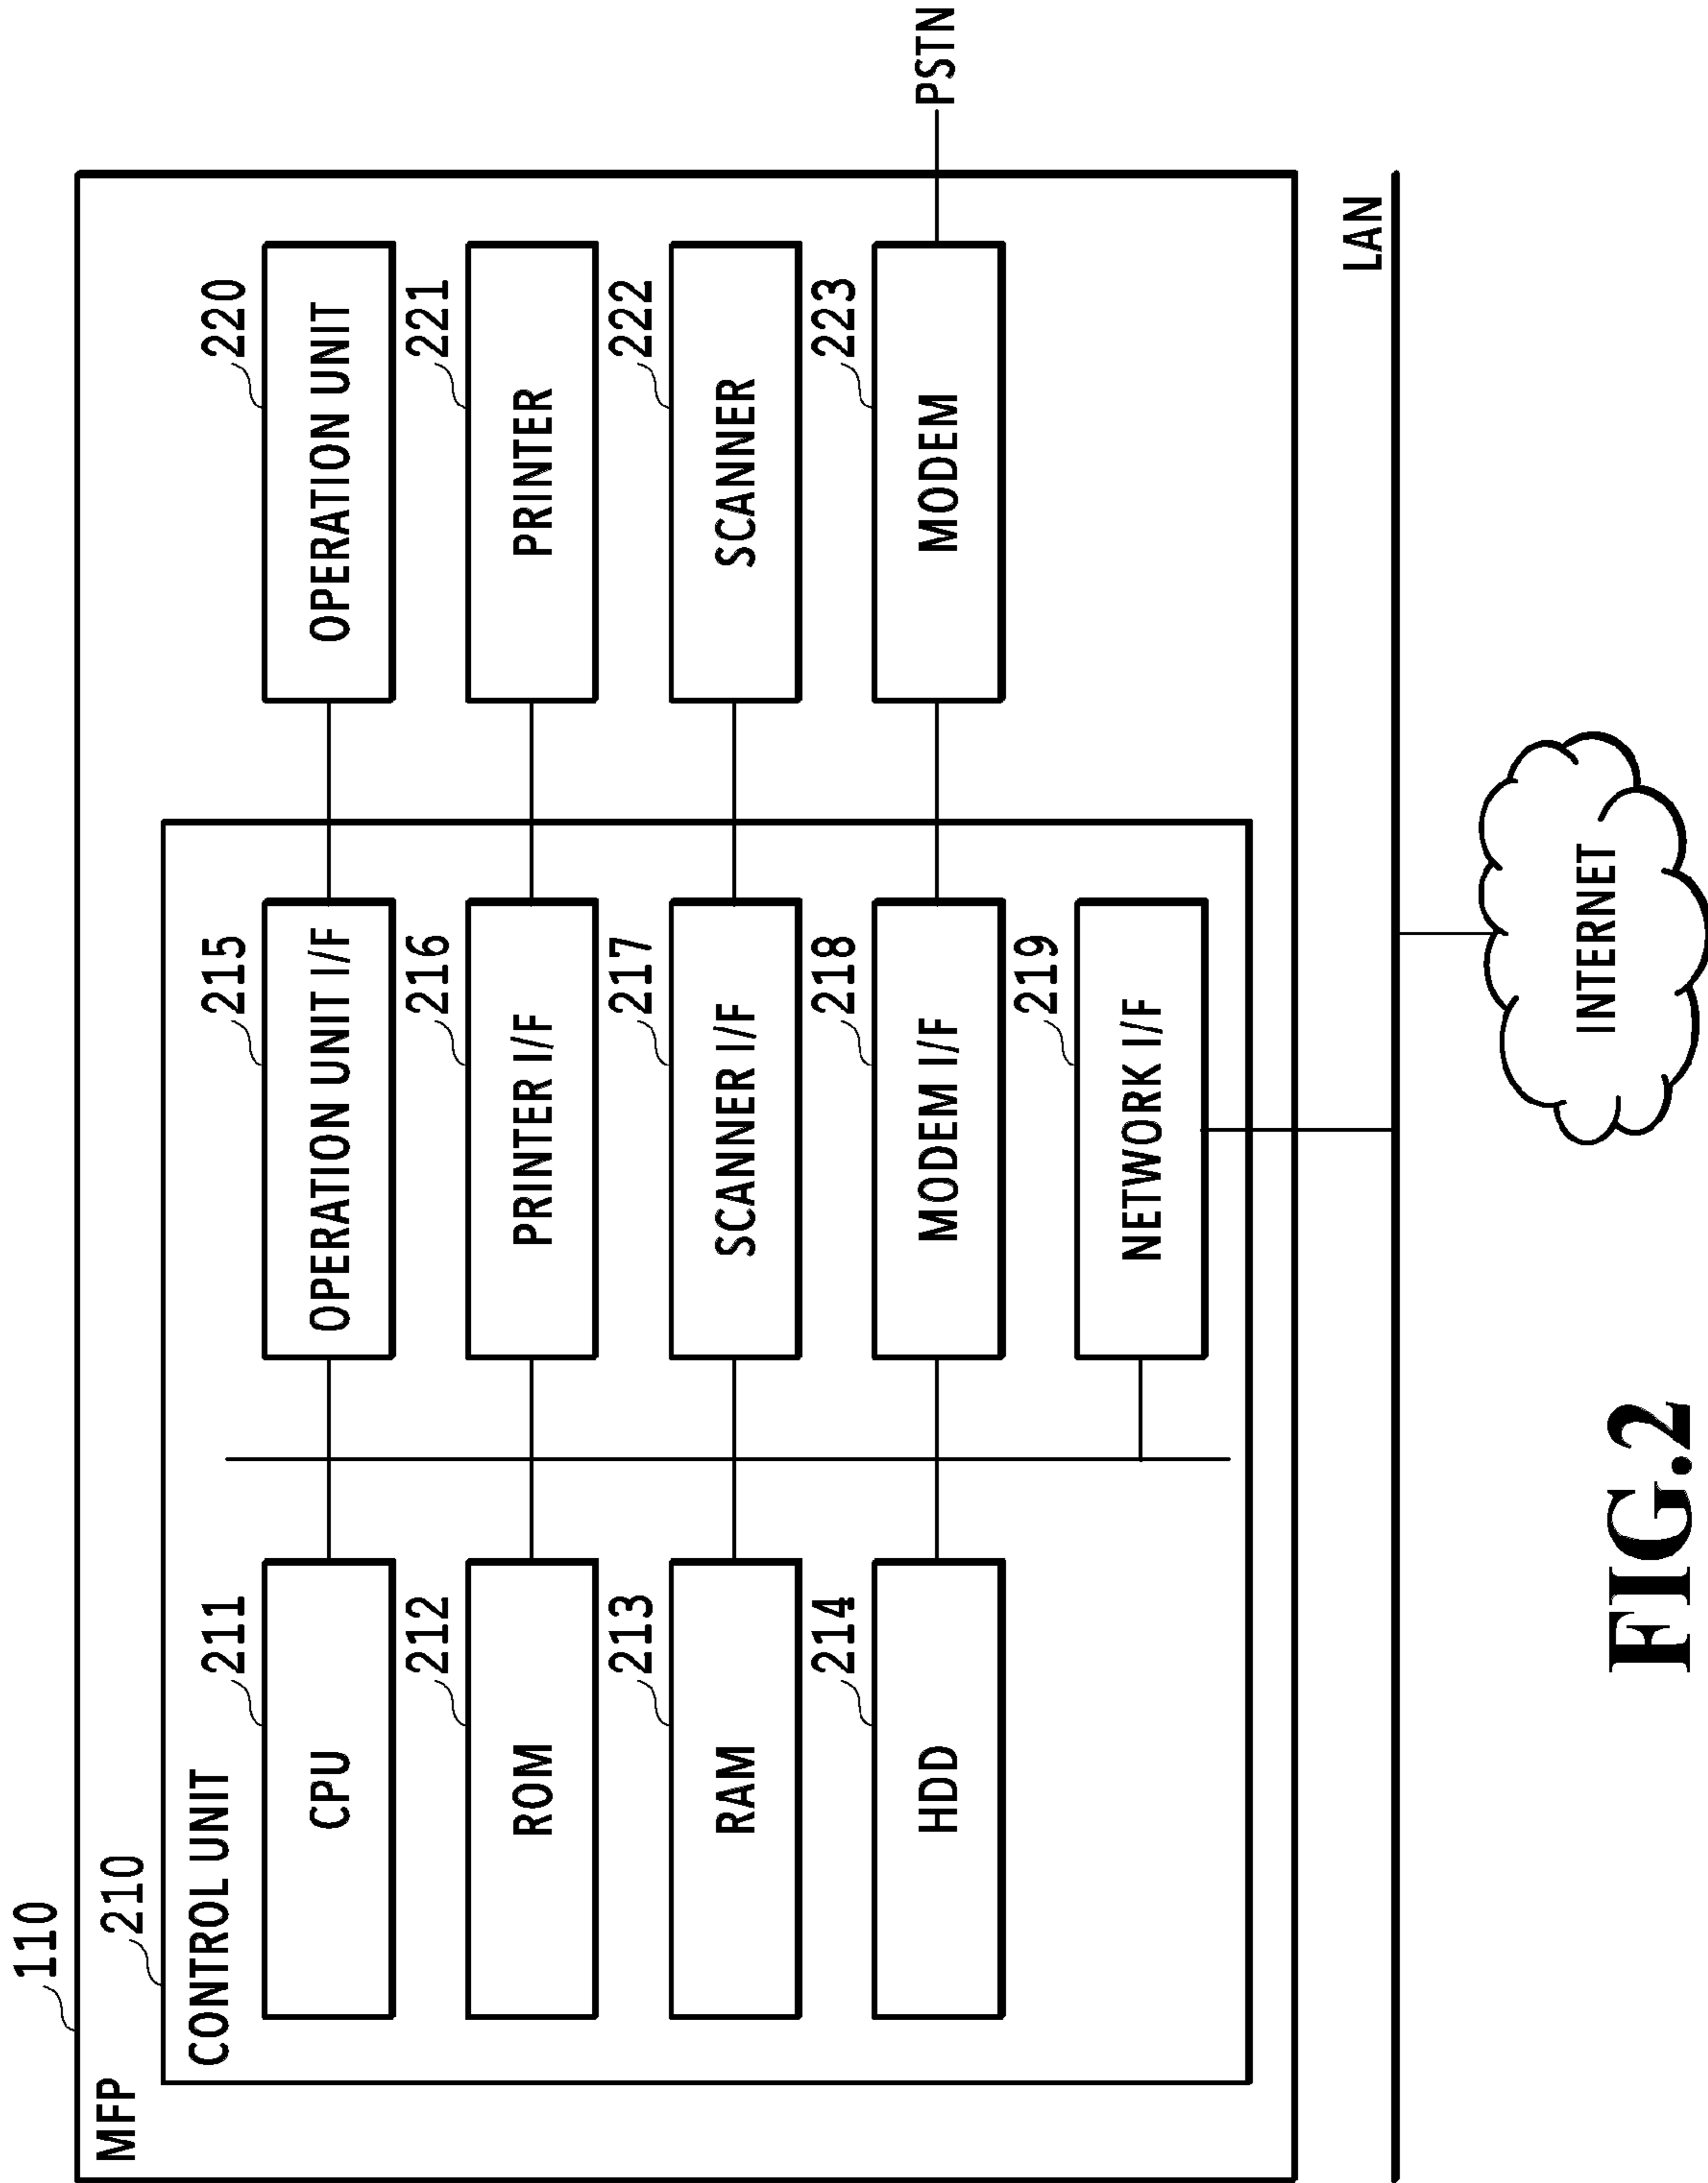 110
MFP
210
CONTROL UNIT
211
CPU
212
ROM
213
RAM
214
HDD
215
OPERATION UNIT I/F
216
PRINTER I/F
217
SCANNER I/F
218
MODEM I/F
219
NETWORK I/F
220
OPERATION UNIT
221
PRINTER
222
SCANNER
223
MODEM
PSTN
LAN
INTERNET
FIG.2